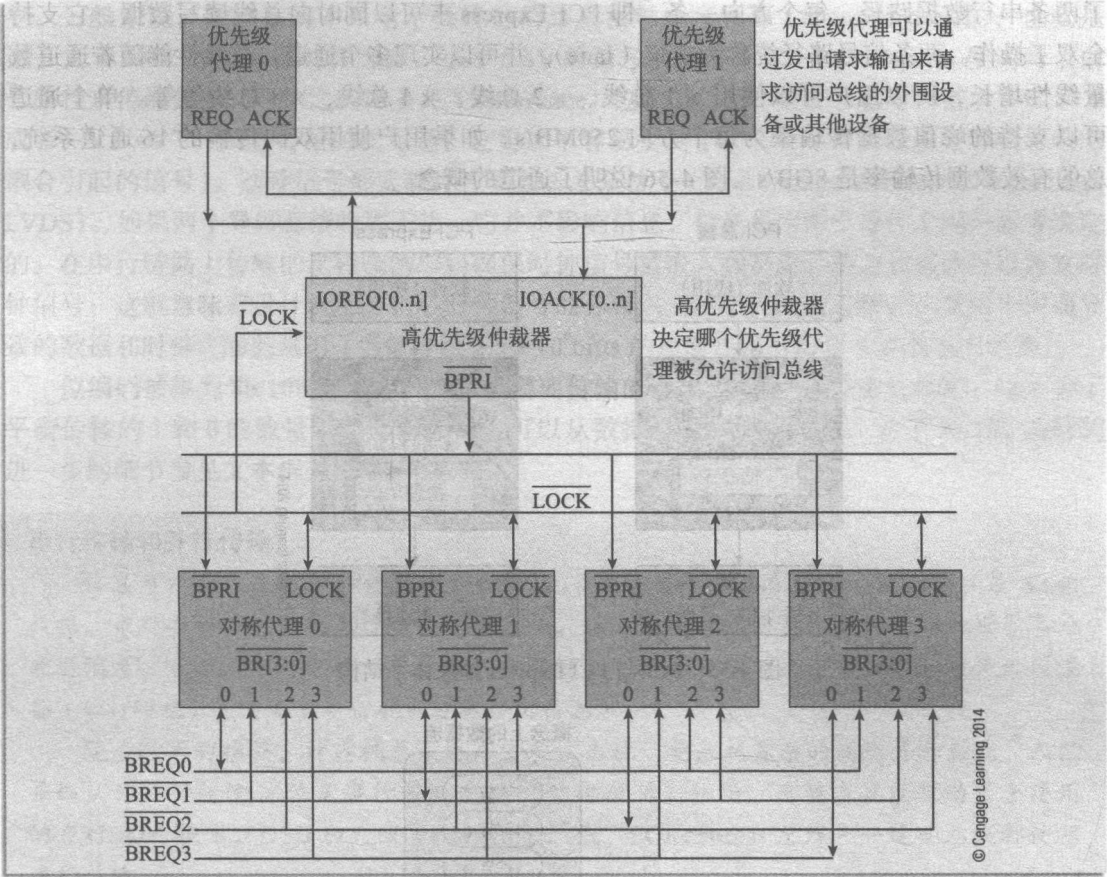 优先级
代理 0
REQ ACK
优先级
代理 1
REQ ACK
优先级代理可以通
过发出请求输出来请
求访问总线的外围设
备或其他设备
IOREQ[0..n]
IOACK[0..n]
LOCK
高优先级仲裁器
BPRI
高优先级仲裁器
决定哪个优先级代
理被允许访问总线
LOCK
BPRI LOCK
对称代理 0
BR[3:0]
0 1 2 3
BPRI LOCK
对称代理 1
BR[3:0]
0 1 2 3
BPRI LOCK
对称代理 2
BR[3:0]
0 1 2 3
BPRI LOCK
对称代理 3
BR[3:0]
0 1 2 3
BREQ0
BREQ1
BREQ2
BREQ3
© Cengage Learning 2014